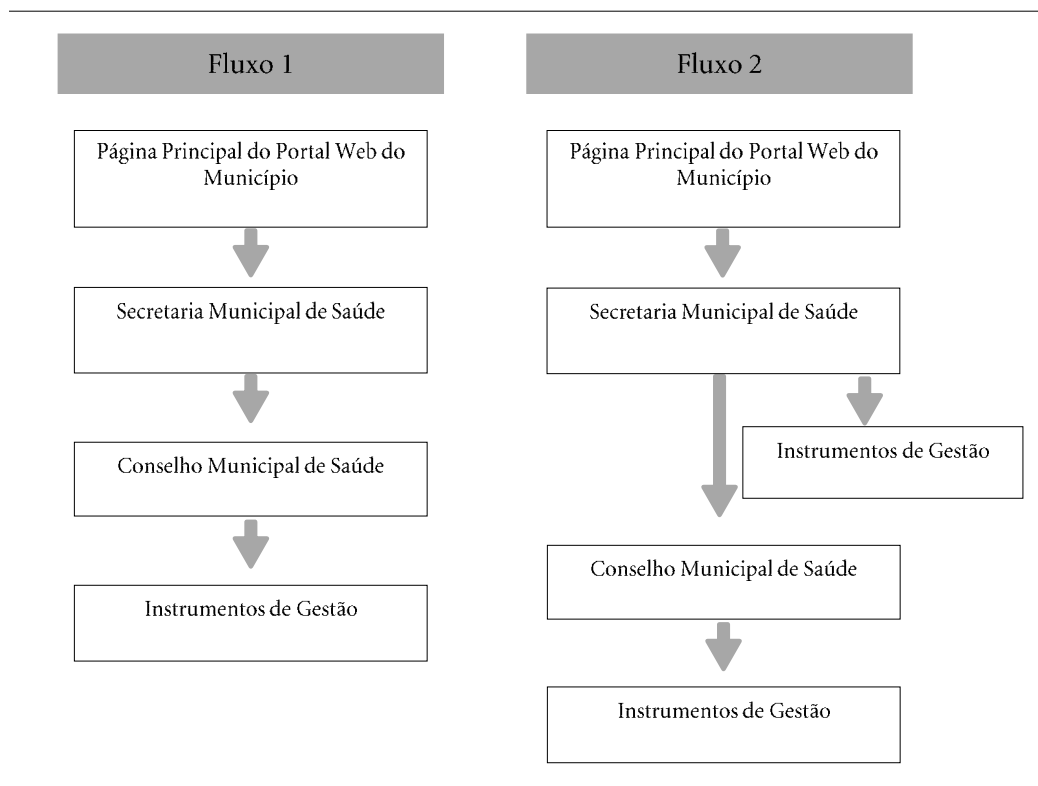 Fluxo 1
Página Principal do Portal Web do
Município
Secretaria Municipal de Saúde
Conselho Municipal de Saúde
Instrumentos de Gestão
Fluxo 2
Página Principal do Portal Web do
Município
Secretaria Municipal de Saúde
Instrumentos de Gestão
Conselho Municipal de Saúde
Instrumentos de Gestão